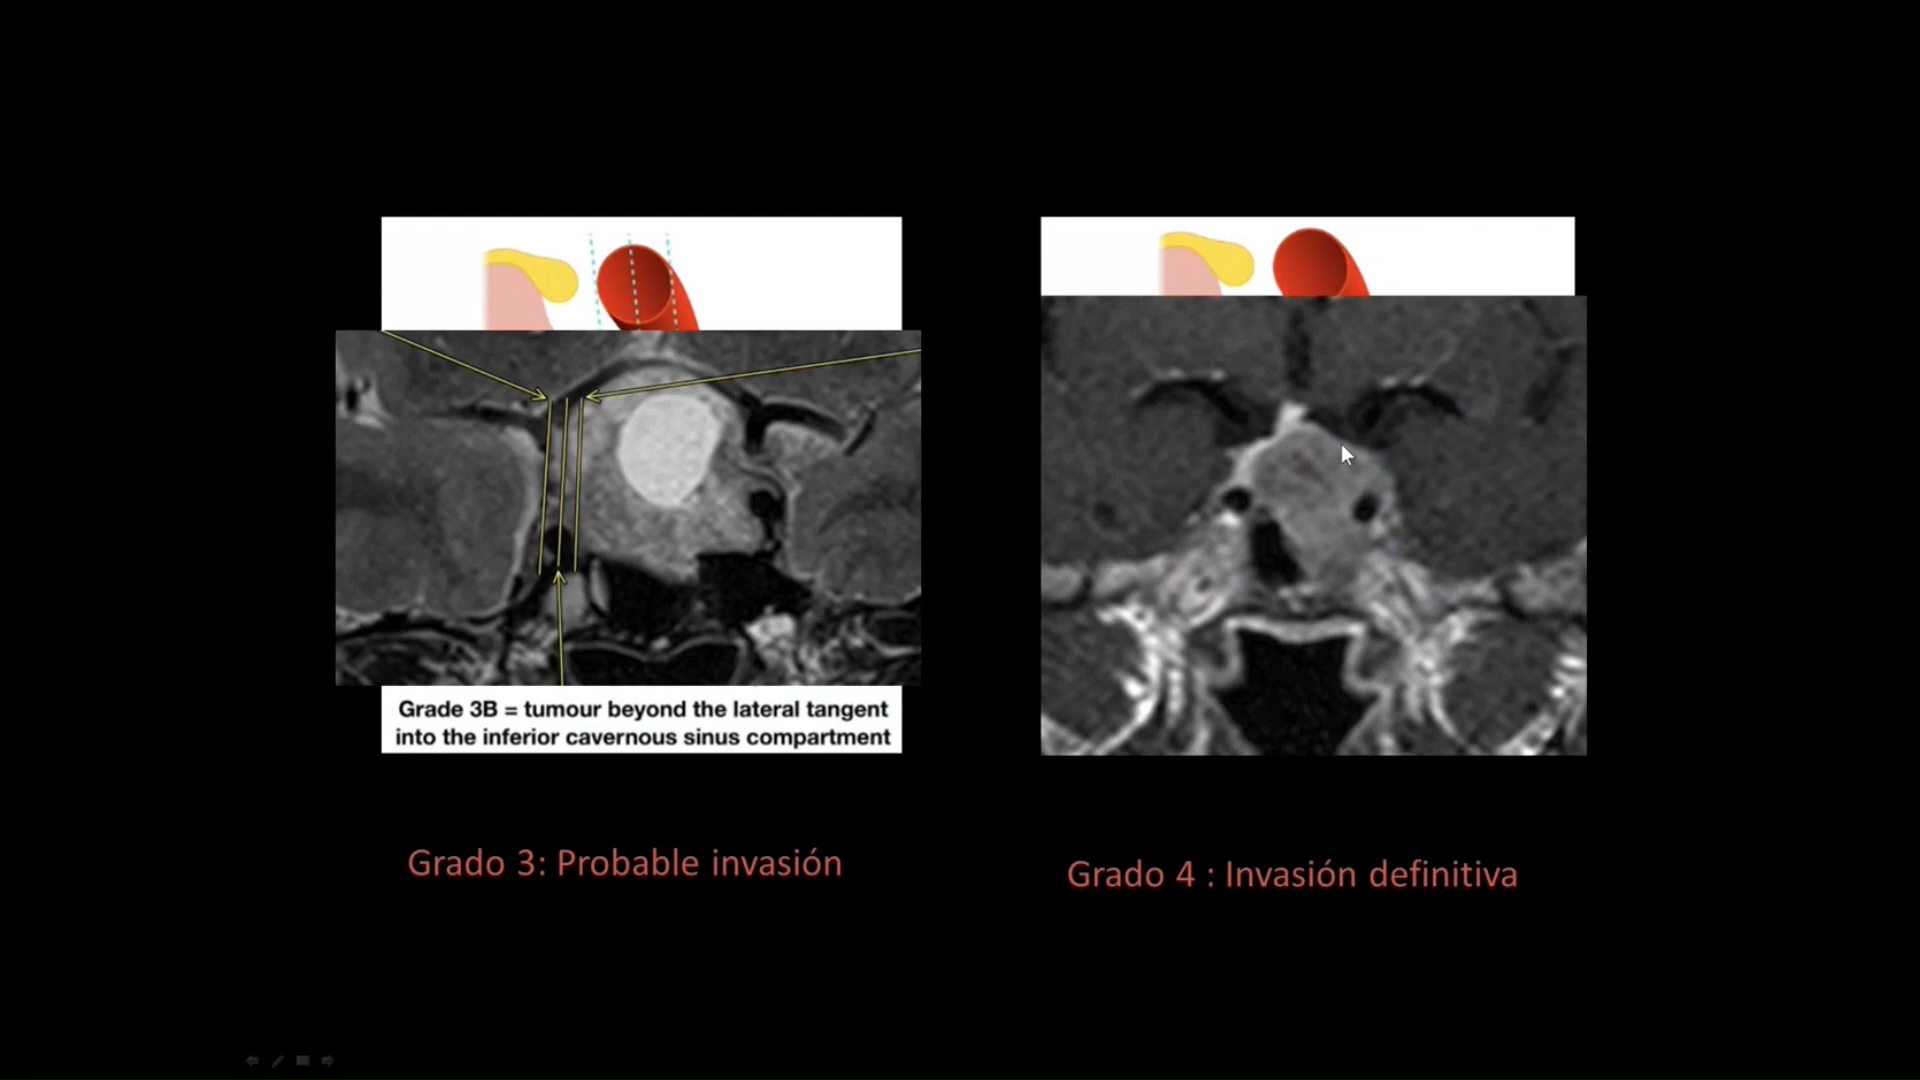 Grade 3B = tumour beyond the lateral tangent
into the inferior cavernous sinus compartment
Grado 3: Probable invasión
Grado 4 : Invasión definitiva